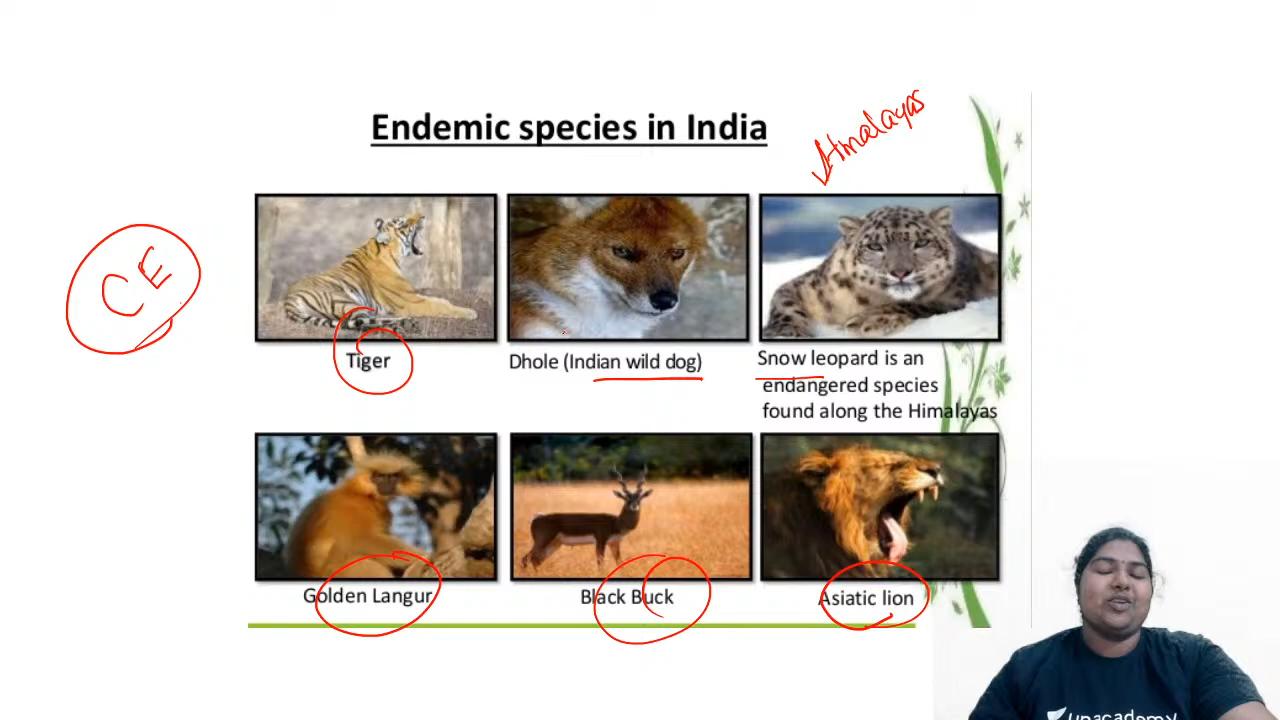 Endemic species in India
Himalayas
CE
Tiger
Dhole (Indian wild dog)
Snow leopard is an
endangered species
found along the Himalayas
Golden Langur
Black Buck
Asiatic lion
unacademy